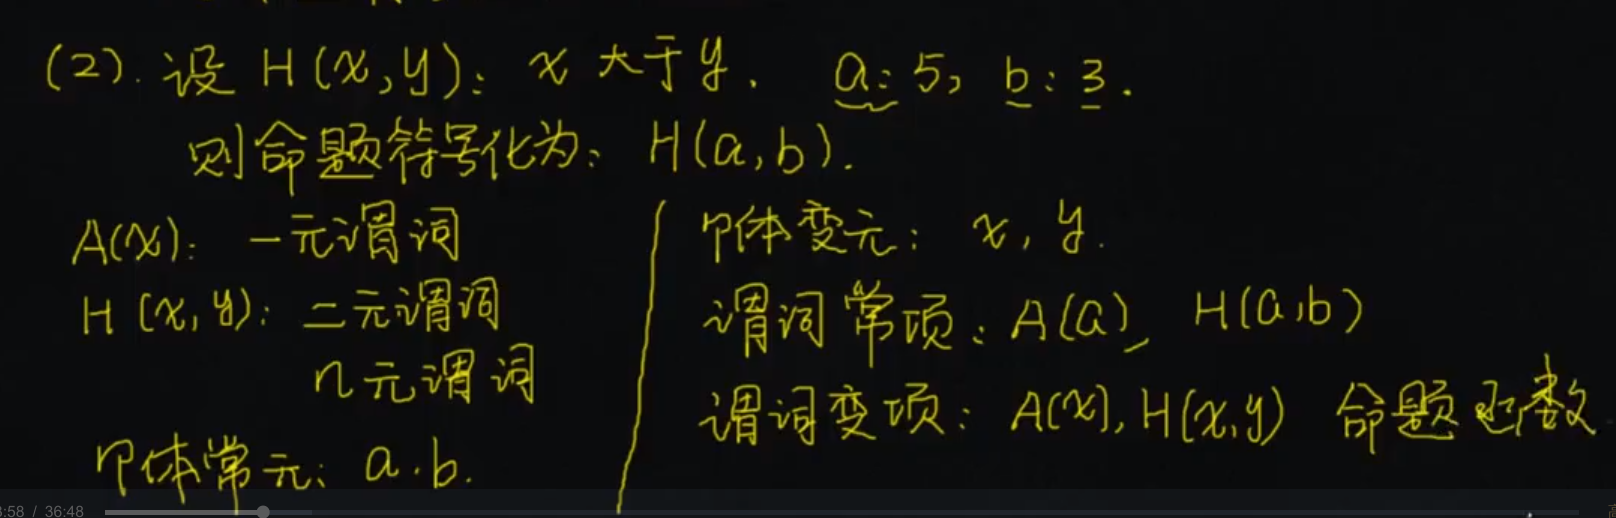 (2). 设 H(x,y): x 大于 y. a: 5, b: 3.
则命题符号化为: H(a,b).
A(x): 一元谓词
H(x,y): 二元谓词
n元谓词
个体常元: a.b.
个体变元: x, y.
谓词常项: A(a), H(a,b)
谓词变项: A(x), H(x,y) 命题函数
:58 / 36:48